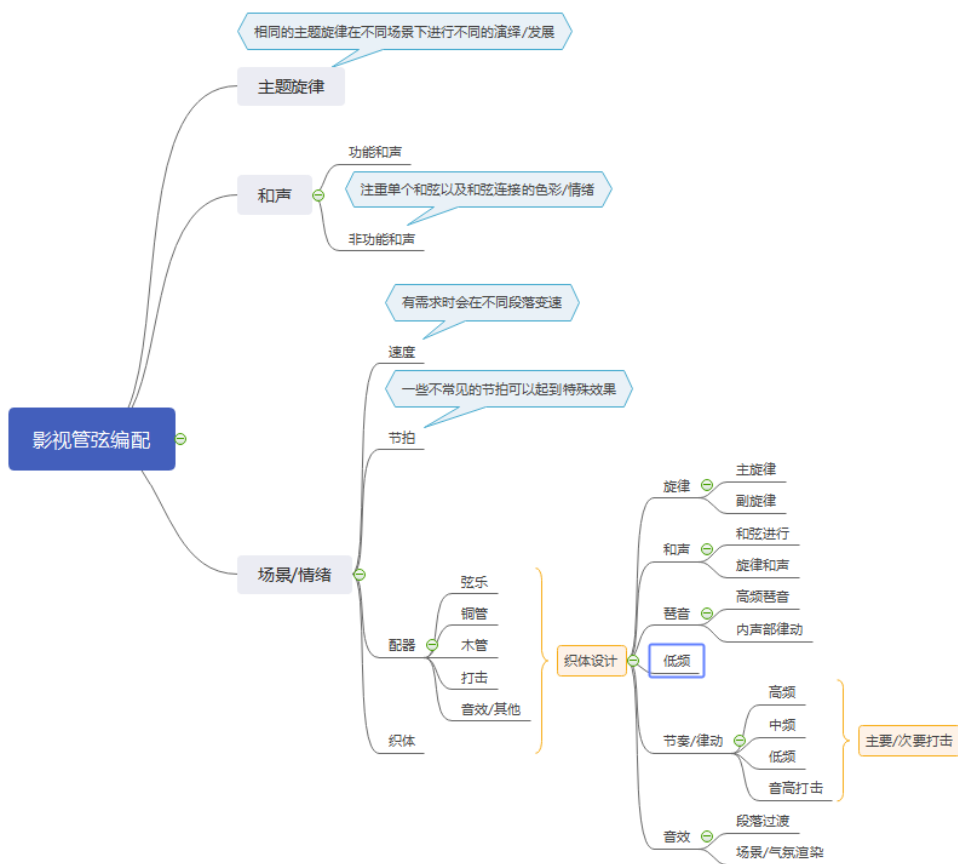 相同的主题旋律在不同场景下进行不同的演绎/发展
主题旋律
功能和声
和声
注重单个和弦以及和弦连接的色彩/情绪
非功能和声
有需求时会在不同段落变速
速度
一些不常见的节拍可以起到特殊效果
影视管弦编配
节拍
场景/情绪
弦乐
铜管
配器
木管
打击
音效/其他
织体
织体设计
旋律
主旋律
副旋律
和声
和弦进行
旋律和声
琶音
高频琶音
内声部律动
低频
节奏/律动
高频
中频
低频
音高打击
主要/次要打击
音效
段落过渡
场景/气氛渲染